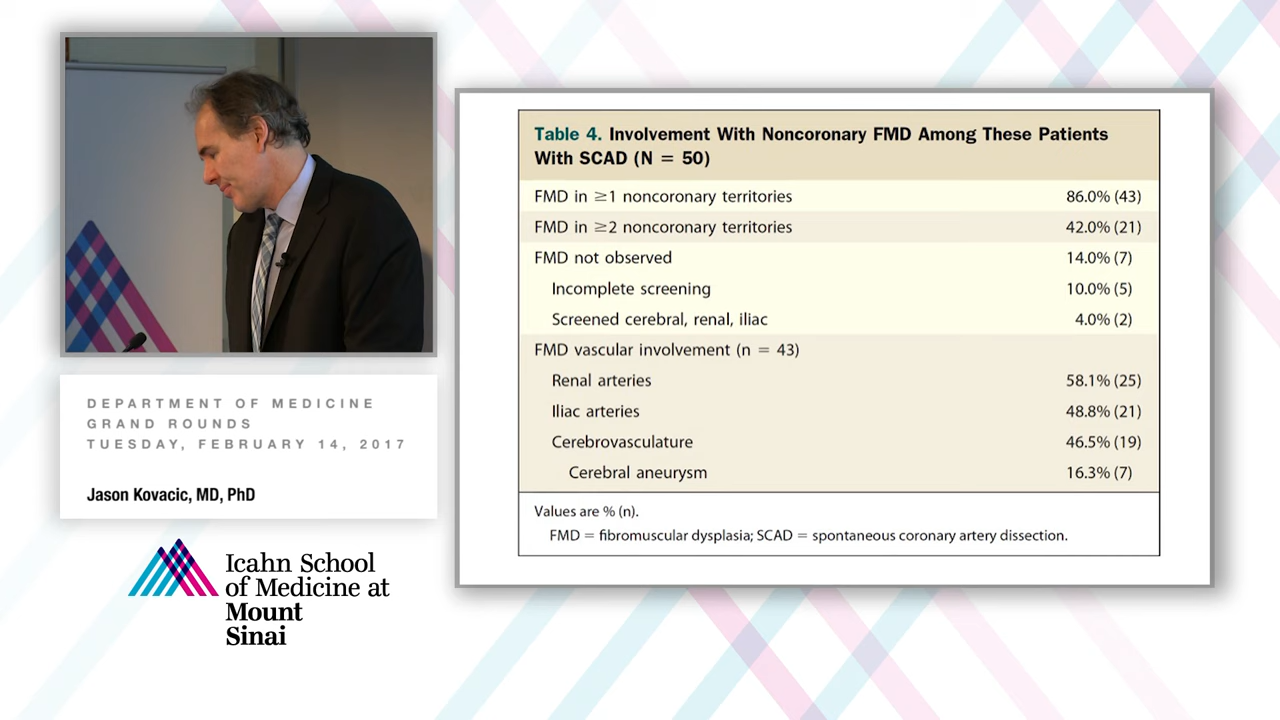 Table 4. Involvement With Noncoronary FMD Among These Patients
With SCAD (N = 50)
FMD in ≥1 noncoronary territories 86.0% (43)
FMD in ≥2 noncoronary territories 42.0% (21)
FMD not observed 14.0% (7)
Incomplete screening 10.0% (5)
Screened cerebral, renal, iliac 4.0% (2)
FMD vascular involvement (n = 43)
Renal arteries 58.1% (25)
Iliac arteries 48.8% (21)
Cerebrovasculature 46.5% (19)
Cerebral aneurysm 16.3% (7)
Values are % (n).
FMD = fibromuscular dysplasia; SCAD = spontaneous coronary artery dissection.
DEPARTMENT OF MEDICINE
GRAND ROUNDS
TUESDAY, FEBRUARY 14, 2017
Jason Kovacic, MD, PhD
Icahn School
of Medicine at
Mount
Sinai